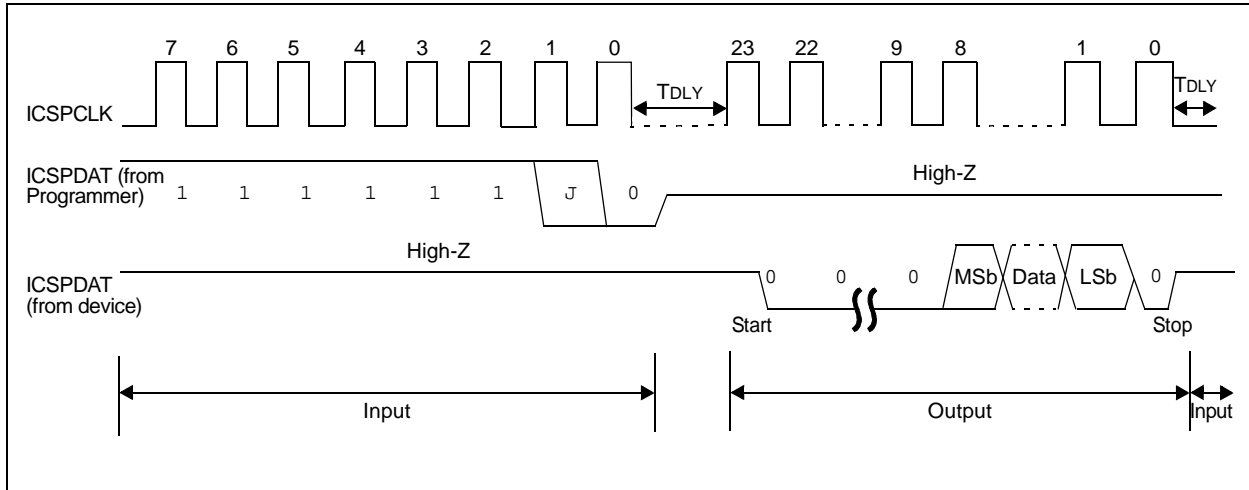 7 6 5 4 3 2 1 0 23 22 9 8 1 0
TDLY TDLY
ICSPCLK
ICSPDAT (from
Programmer)
1 1 1 1 1 1 J 0
High-Z
High-Z
ICSPDAT
(from device)
0 0 0 MSb Data LSb 0
Start Stop
Input Output Input